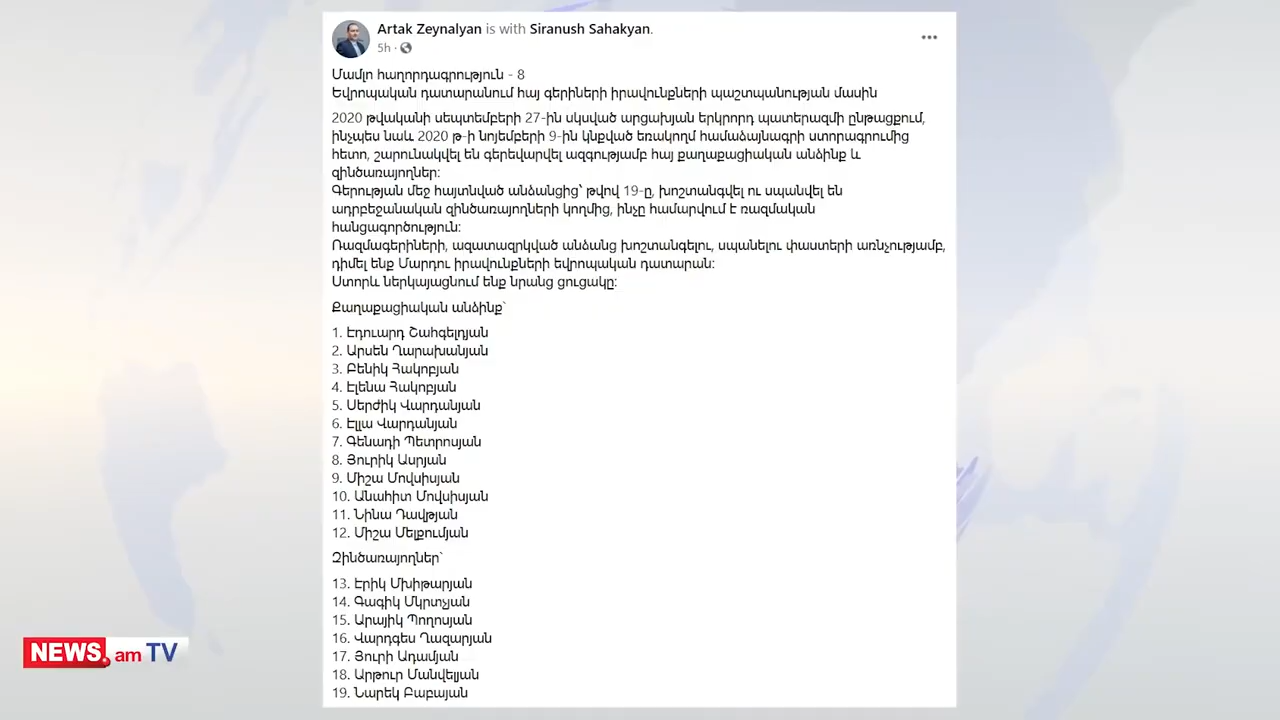 Artak Zeynalyan is with Siranush Sahakyan.
5h ·
Մամլո հաղորդագրություն - 8
Եվրոպական դատարանում հայ գերիների իրավունքների պաշտպանության մասին
2020 թվականի սեպտեմբերի 27-ին սկսված արցախյան երկրորդ պատերազմի ընթացքում,
ինչպես նաև 2020 թ-ի նոյեմբերի 9-ին կնքված եռակողմ համաձայնագրի ստորագրումից
հետո, շարունակվել են գերեվարվել ազգությամբ հայ քաղաքացիական անձինք և
զինծառայողներ:
Գերության մեջ հայտնված անձանցից՝ թվով 19-ը, խոշտանգվել ու սպանվել են
ադրբեջանական զինծառայողների կողմից, ինչը համարվում է ռազմական
հանցագործություն:
Ռազմագերիների, ազատազրկված անձանց խոշտանգելու, սպանելու փաստերի առնչությամբ,
դիմել ենք Մարդու իրավունքների եվրոպական դատարան:
Ստորև ներկայացնում ենք նրանց ցուցակը:
Քաղաքացիական անձինք`
1. Էդուարդ Շահգելդյան
2. Արսեն Ղարախանյան
3. Բենիկ Հակոբյան
4. Էլենա Հակոբյան
5. Սերժիկ Վարդանյան
6. Էլլա Վարդանյան
7. Գենադի Պետրոսյան
8. Յուրիկ Ասրյան
9. Միշա Մովսիսյան
10. Անահիտ Մովսիսյան
11. Նինա Դավթյան
12. Միշա Մելքումյան
Զինծառայողներ`
13. Էրիկ Մխիթարյան
14. Գագիկ Մկրտչյան
15. Արայիկ Պողոսյան
16. Վարդգես Ղազարյան
17. Յուրի Ադամյան
18. Արթուր Մանվելյան
19. Նարեկ Բաբայան
NEWS.am TV